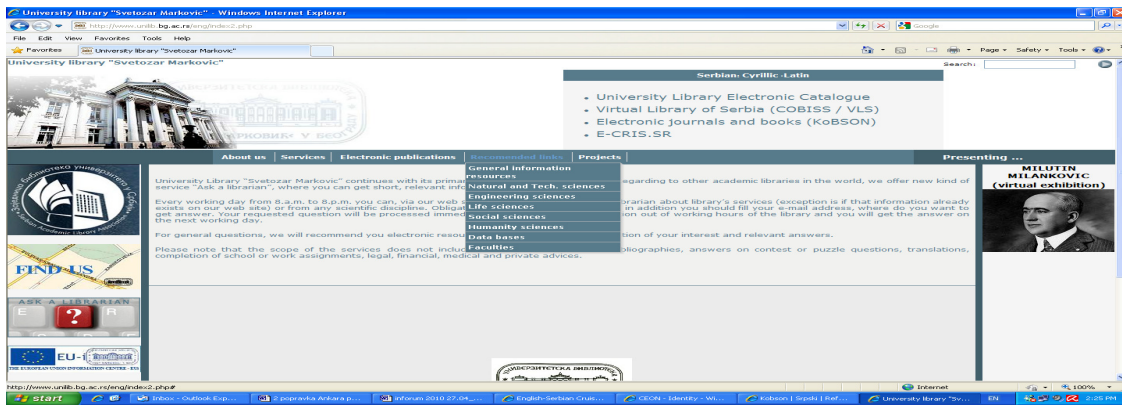 University library "Svetozar Markovic" - Windows Internet Explorer
http://www.unilib.bg.ac.rs/eng/index2.php
Google
File Edit View Favorites Tools Help
Favorites University library "Svetozar Markovic"
Page Safety Tools
University library "Svetozar Markovic"
Search:
Serbian: Cyrillic -Latin
University Library Electronic Catalogue
Virtual Library of Serbia (COBISS / VLS)
Electronic journals and books (KoBSON)
E-CRIS.SR
About us Services Electronic publications Recomended links Projects Presenting ...
General information
resources
Natural and Tech. sciences
Engineering sciences
Life sciences
Social sciences
Humanity sciences
Data bases
Faculties
University Library "Svetozar Markovic" continues with its prima regarding to other academic libraries in the world, we offer new kind of
service "Ask a librarian", where you can get short, relevant info
Every working day from 8.a.m. to 8.p.m. you can, via our web brarian about library's services (exception is if that information already
exists on our web site) or from any scientific discipline. Obligat in addition you should fill your e-mail address, where do you want to
get answer. Your requested question will be processed immed ion out of working hours of the library and you will get the answer on
the next working day.
For general questions, we will recommend you electronic resou tion of your interest and relevant answers.
Please note that the scope of the services does not includ bliographies, answers on contest or puzzle questions, translations,
completion of school or work assignments, legal, financial, medical and private advices.
MILUTIN
MILANKOVIC
(virtual exhibition)
FIND US
ASK A LIBRARIAN
E ? R
EU-i
THE EUROPEAN UNION INFORMATION CENTRE - EIS
УНИВЕРЗИТЕТСКА БИБЛИОТЕКА
http://www.unilib.bg.ac.rs/eng/index2.php#
Internet
100%
start
Inbox - Outlook Exp...
2 popravka Ankara p...
inforum 2010 27.04_...
English-Serbian Cruis...
CEON - Identity - Wi...
Kobson | Srpski | Ref...
University library "Sv...
EN
2:25 PM